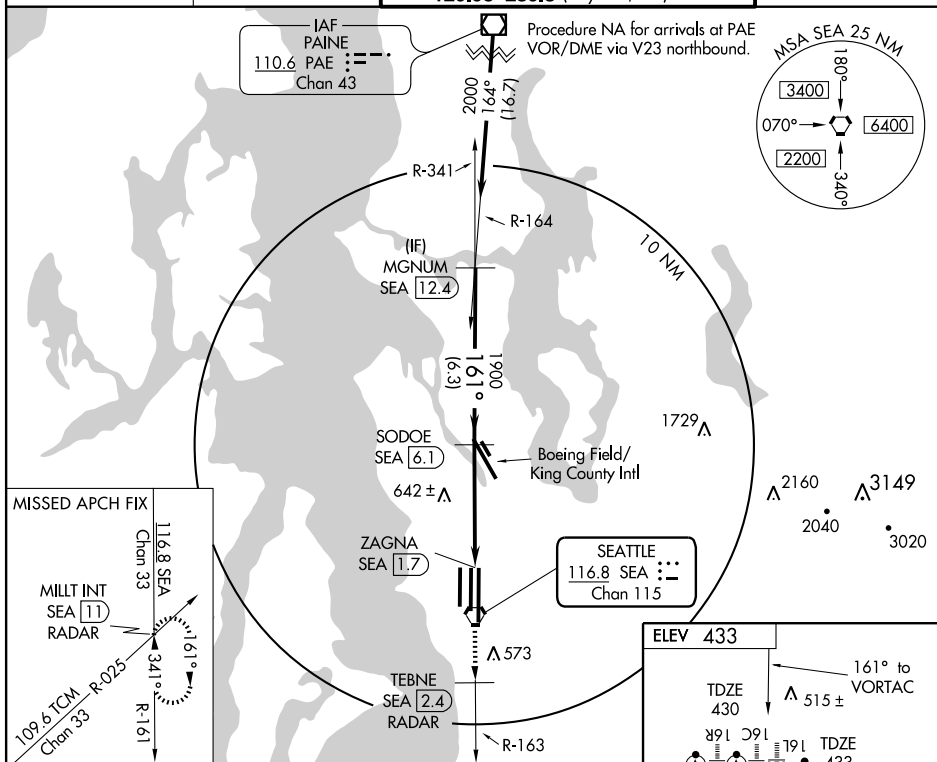 IAF
PAINE
110.6 PAE
Chan 43
Procedure NA for arrivals at PAE
VOR/DME via V23 northbound.
MSA SEA 25 NM
180°
3400
070°
6400
2200
340°
2000
164°
(16.7)
R-341
R-164
10 NM
(IF)
MGNUM
SEA 12.4
1900
161°
(6.3)
SODOE
SEA 6.1
Boeing Field/
King County Intl
1729
642 ±
2160
3149
2040
3020
ZAGNA
SEA 1.7
SEATTLE
116.8 SEA
Chan 115
573
TEBNE
SEA 2.4
RADAR
R-163
MISSED APCH FIX
116.8 SEA
Chan 33
MILLT INT
SEA 11
RADAR
161°
341°
R-025
R-161
109.6 TCM
Chan 33
ELEV 433
161° to
VORTAC
TDZE
430
515 ±
16R 16C 16L
TDZE
433